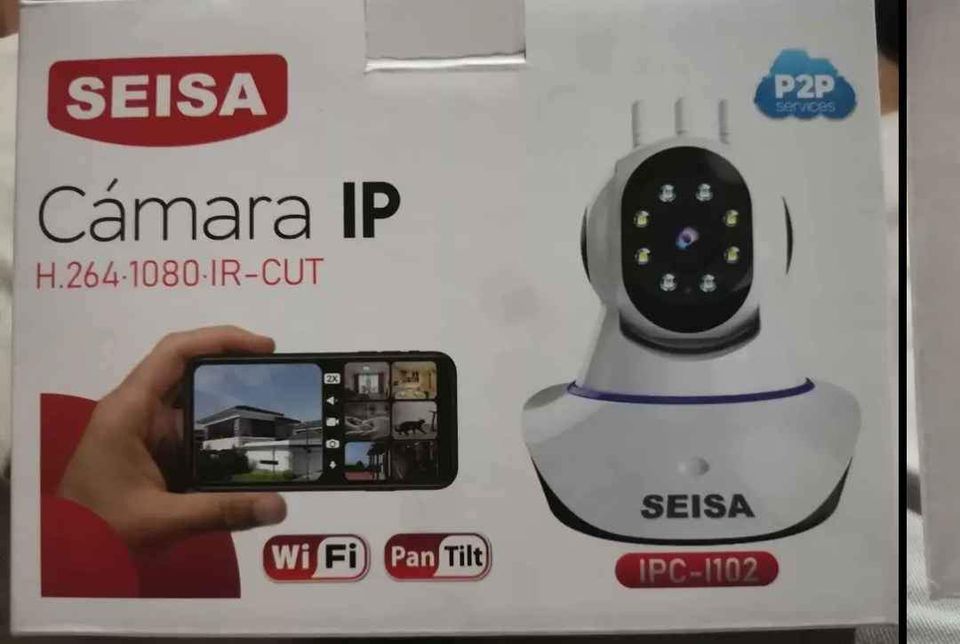 SEISA
P2P
services
Cámara IP
H.264·1080·IR-CUT
2X
SEISA
WiFi
Pan Tilt
IPC-I102